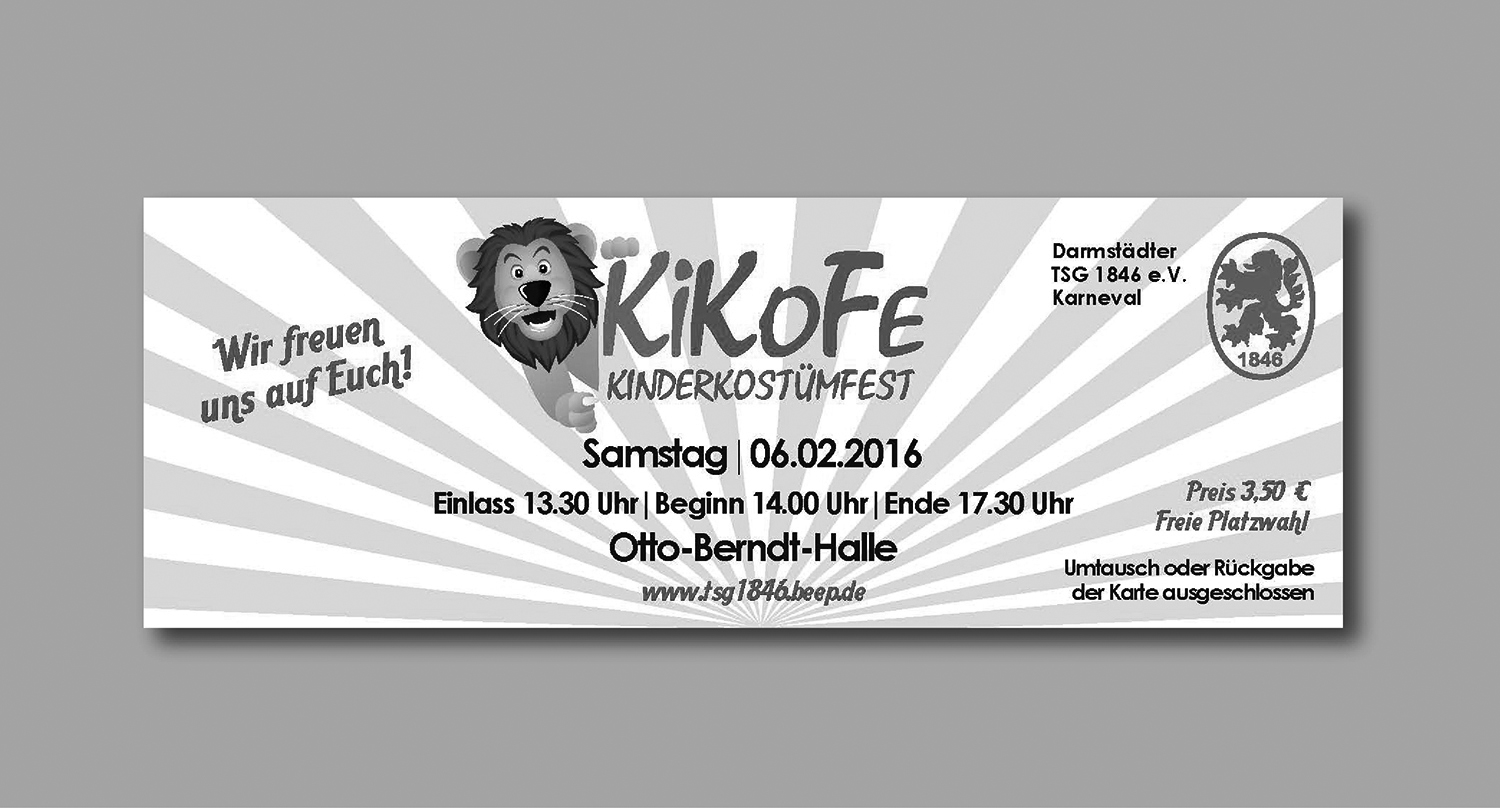 Wir freuen
uns auf Euch!
KiKoFe
KINDERKOSTÜMFEST
Samstag | 06.02.2016
Einlass 13.30 Uhr | Beginn 14.00 Uhr | Ende 17.30 Uhr
Otto-Berndt-Halle
www.tsg1846.beep.de
Darmstädter
TSG 1846 e.V.
Karneval
1846
Preis 3,50 €
Freie Platzwahl
Umtausch oder Rückgabe
der Karte ausgeschlossen